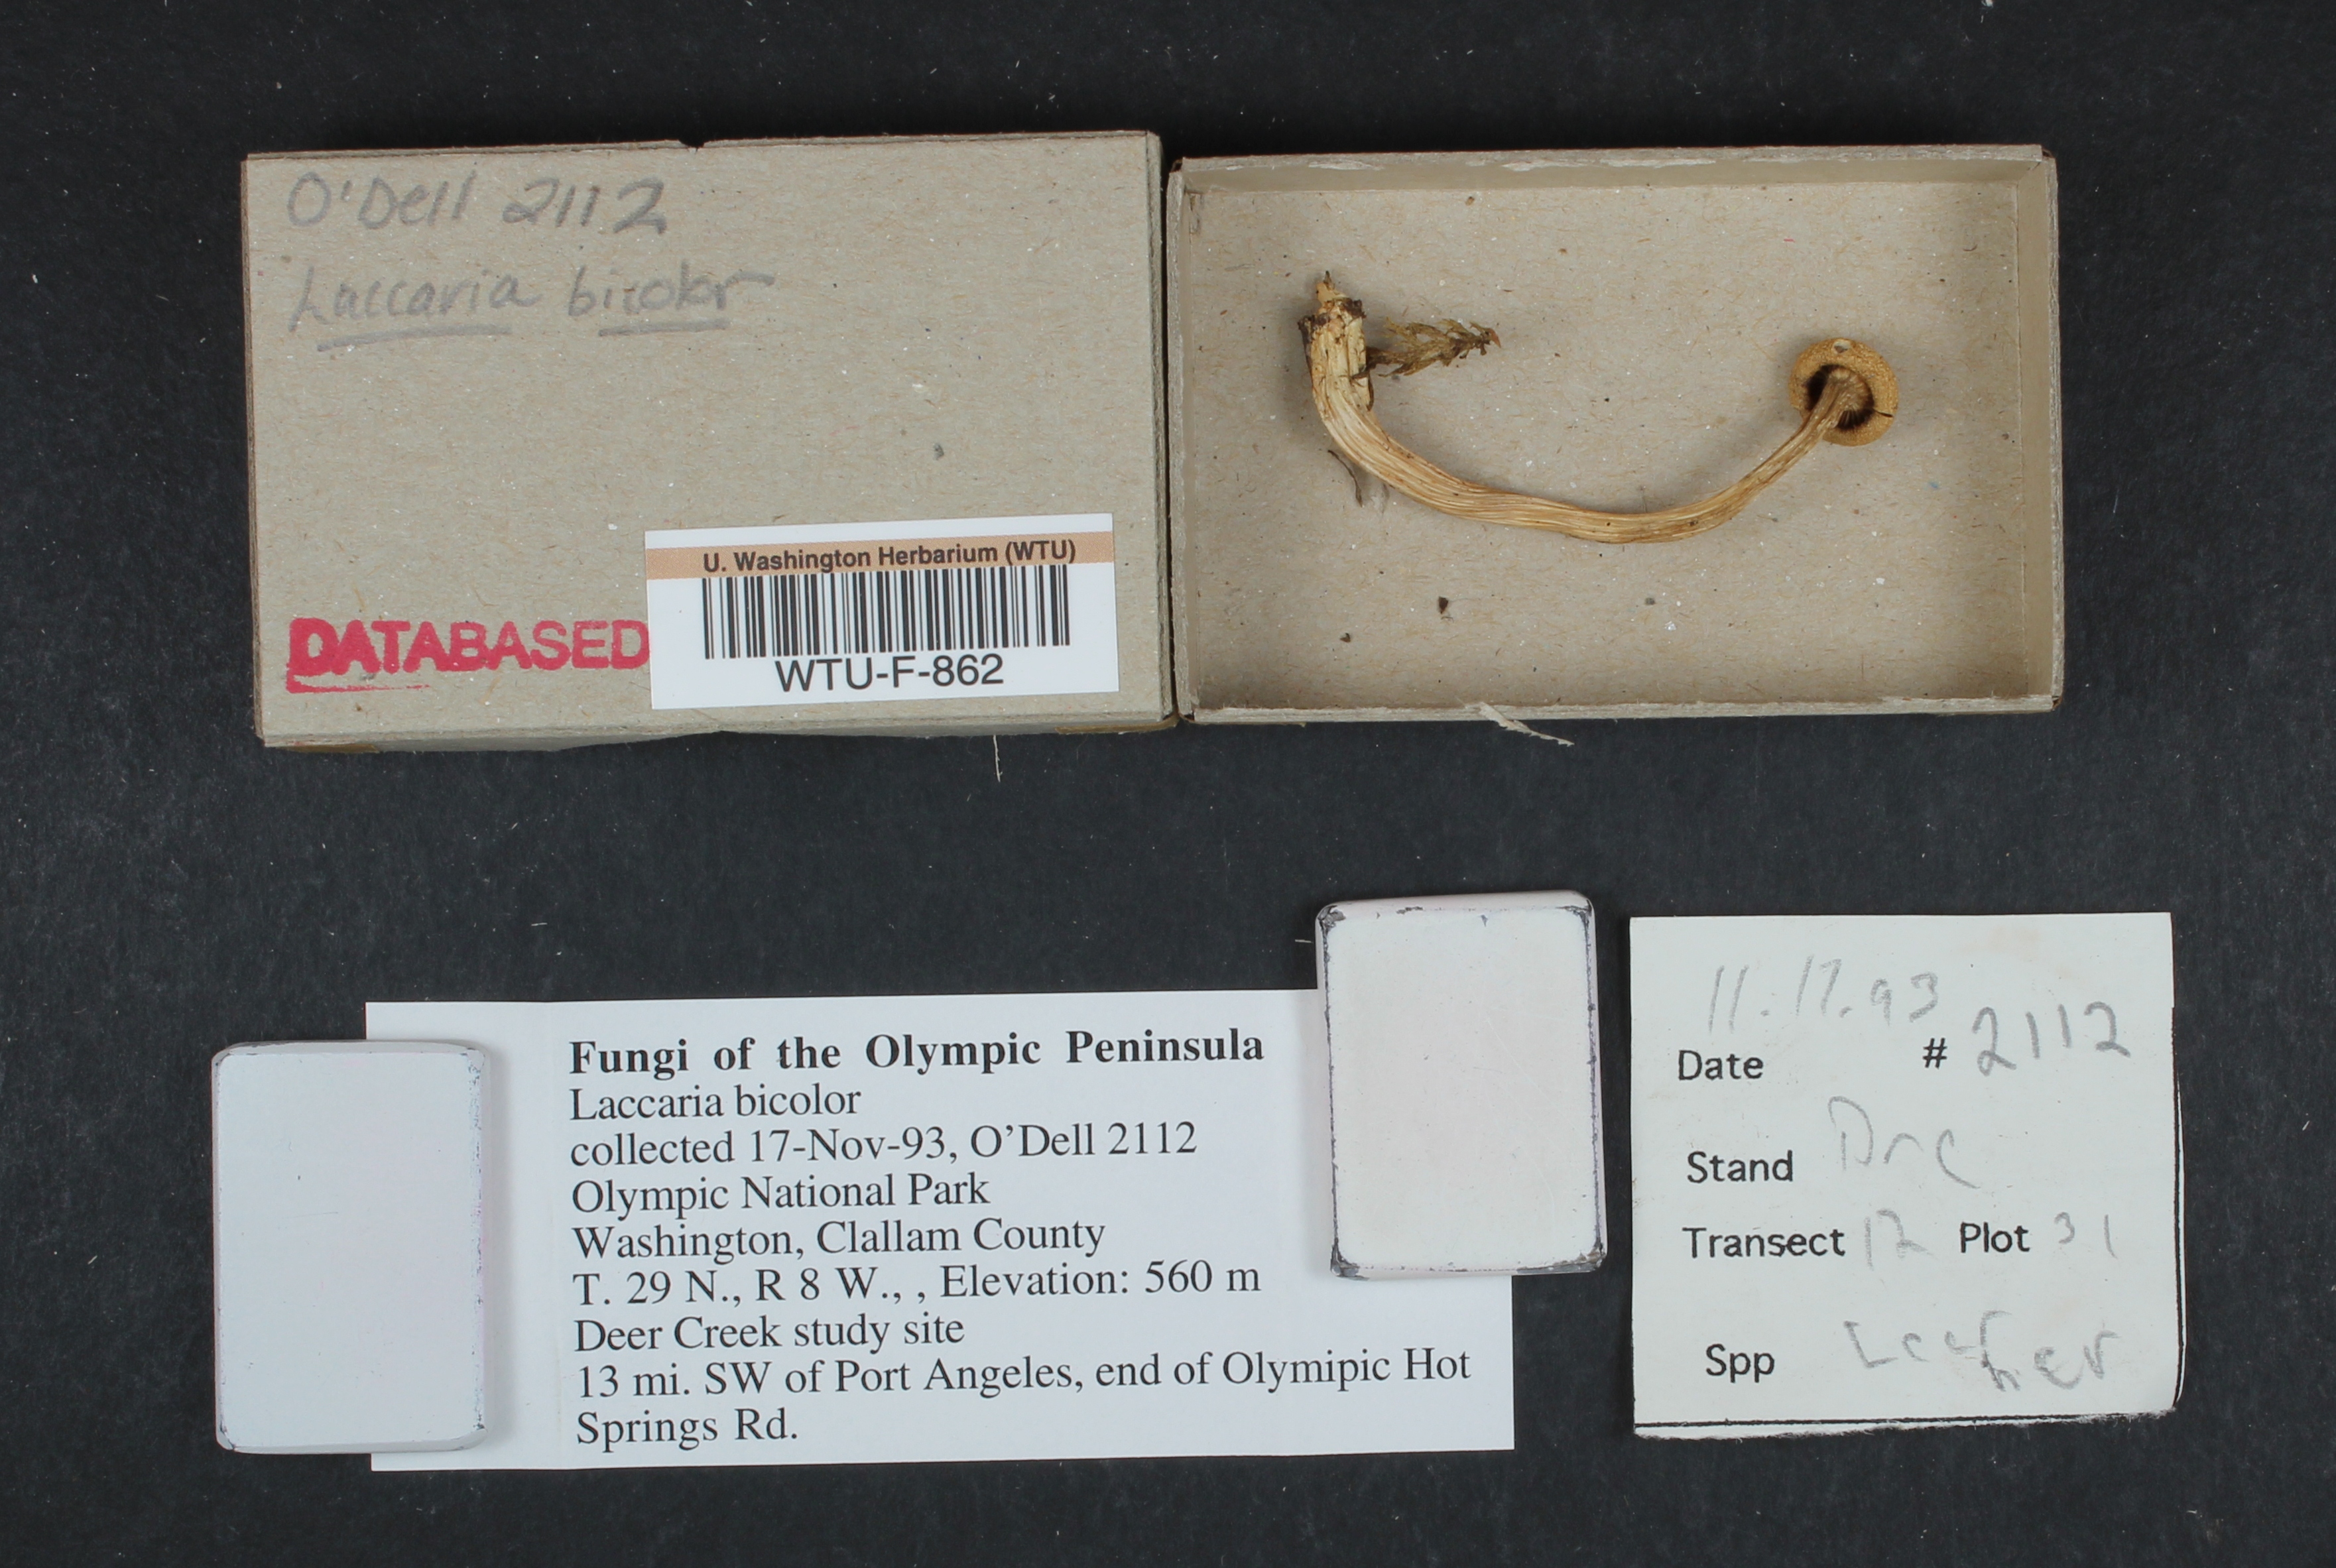 O'Dell 2112
Laccaria bicolor
DATABASED
U. Washington Herbarium (WTU)
WTU-F-862
Fungi of the Olympic Peninsula
Laccaria bicolor
collected 17-Nov-93, O'Dell 2112
Olympic National Park
Washington, Clallam County
T. 29 N., R 8 W., , Elevation: 560 m
Deer Creek study site
13 mi. SW of Port Angeles, end of Olymipic Hot
Springs Rd.
11.17.93
Date # 2112
Stand Drc
Transect 12 Plot 31
Spp